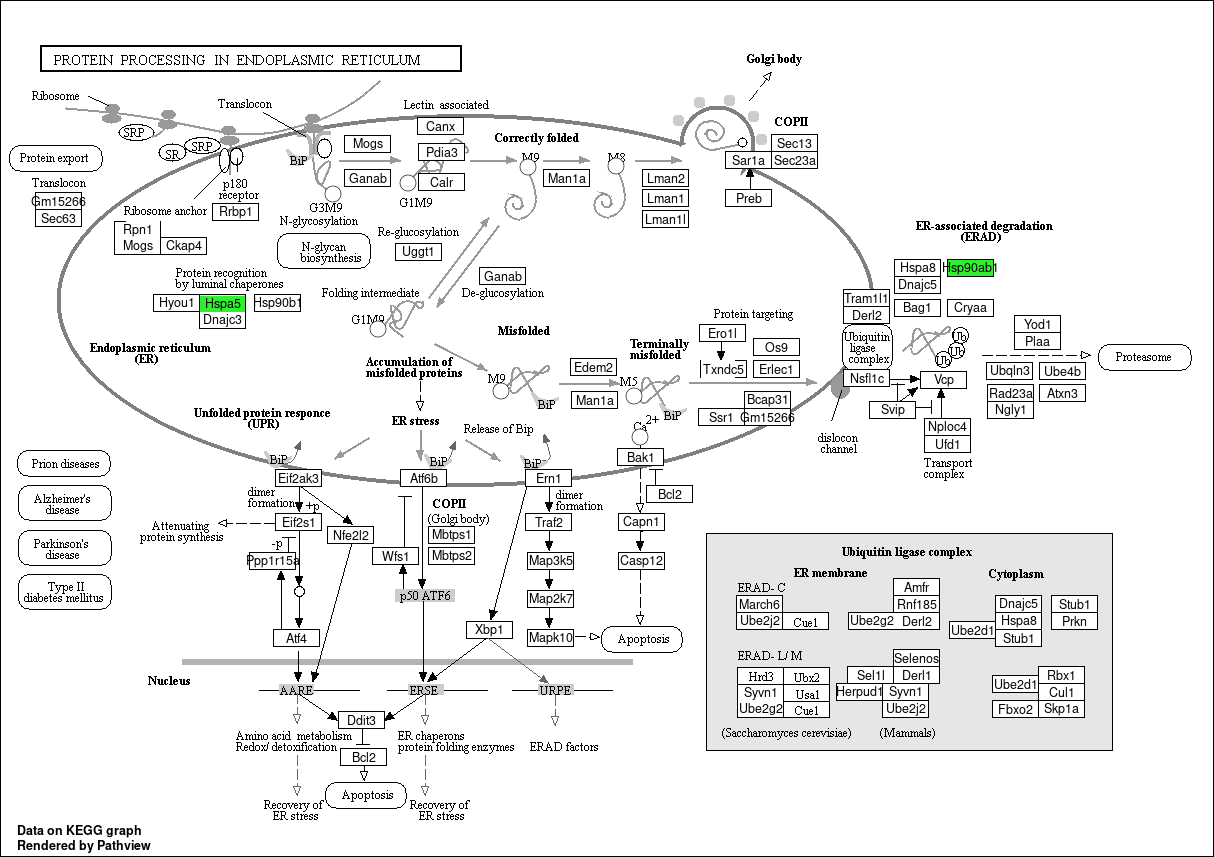 PROTEIN PROCESSING IN ENDOPLASMIC RETICULUM
Golgi body
Ribosome
Translocon
Lectin associated
SRP
SRP
SR
Canx
COPII
Mogs
Pdia3
Correctly folded
Sec13
BiP
M9
M8
Sar1a
Sec23a
Protein export
Ganab
Calr
Man1a
Lman2
Translocon
p180
receptor
G1M9
Lman1
Preb
Gm15266
Sec63
G3M9
N-glycosylation
Lman1l
Ribosome anchor
Rrbp1
Rpn1
Mogs
Ckap4
N-glycan
biosynthesis
Re-glucosylation
Uggt1
ER-associated degradation
(ERAD)
Protein recognition
by luminal chaperones
Ganab
De-glucosylation
Hspa8
Hsp90ab1
Dnajc5
Hyou1
Hspa5
Hsp90b1
Dnajc3
Folding intermediate
G1M9
Tram1l1
Derl2
Bag1
Cryaa
Protein targeting
Misfolded
Ero1l
Ubiquitin
ligase
complex
Ub
Ub
Ub
Yod1
Plaa
Proteasome
Endoplasmic reticulum
(ER)
Accumulation of
misfolded proteins
Terminally
misfolded
Os9
Edem2
Txndc5
Erlec1
M9
M5
Man1a
BiP
BiP
Nsfl1c
Vcp
Ubqln3
Ube4b
Rad23a
Atxn3
Ngly1
Svip
Bcap31
Ssr1
Gm15266
Unfolded protein responce
(UPR)
ER stress
Release of Bip
Ca2+
dislocon
channel
Nploc4
Ufd1
Transport
complex
BiP
BiP
BiP
Bak1
Prion diseases
Eif2ak3
Atf6b
Ern1
Bcl2
Alzheimer's
disease
dimer
formation
+p
COPII
(Golgi body)
dimer
formation
Attenuating
protein synthesis
Eif2s1
Nfe2l2
Mbtps1
Mbtps2
Traf2
Capn1
Parkinson's
disease
-p
Ppp1r15a
Wfs1
Map3k5
Casp12
Type II
diabetes mellitus
p50 ATF6
Map2k7
Atf4
Xbp1
Mapk10
Apoptosis
Nucleus
AARE
ERSE
URPE
Ddit3
Amino acid metabolism
Redox/ detoxification
ER chaperons
protein folding enzymes
ERAD factors
Bcl2
Apoptosis
Recovery of
ER stress
Recovery of
ER stress
Ubiquitin ligase complex
ER membrane
Cytoplasm
ERAD- C
March6
Ube2j2
Cue1
Amfr
Rnf185
Ube2g2
Derl2
Dnajc5
Hspa8
Ube2d1
Stub1
Stub1
Prkn
ERAD- L/ M
Hrd3
Ubx2
Syvn1
Usa1
Ube2g2
Cue1
Selenos
Sel1l
Derl1
Herpud1
Syvn1
Ube2j2
Rbx1
Ube2d1
Cul1
Fbxo2
Skp1a
(Saccharomyces cerevisiae)
(Mammals)
Data on KEGG graph
Rendered by Pathview